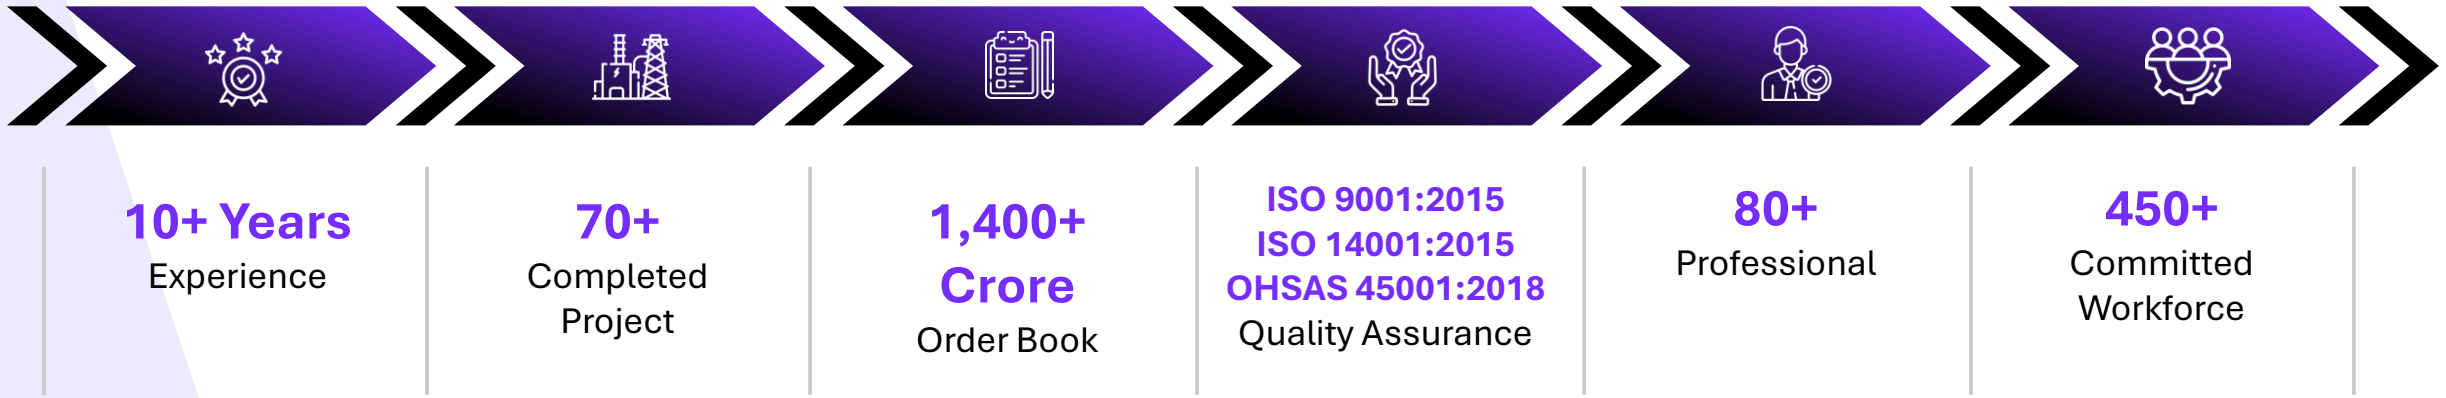 10+ Years
Experience
70+
Completed
Project
1,400+
Crore
Order Book
ISO 9001:2015
ISO 14001:2015
OHSAS 45001:2018
Quality Assurance
80+
Professional
450+
Committed
Workforce